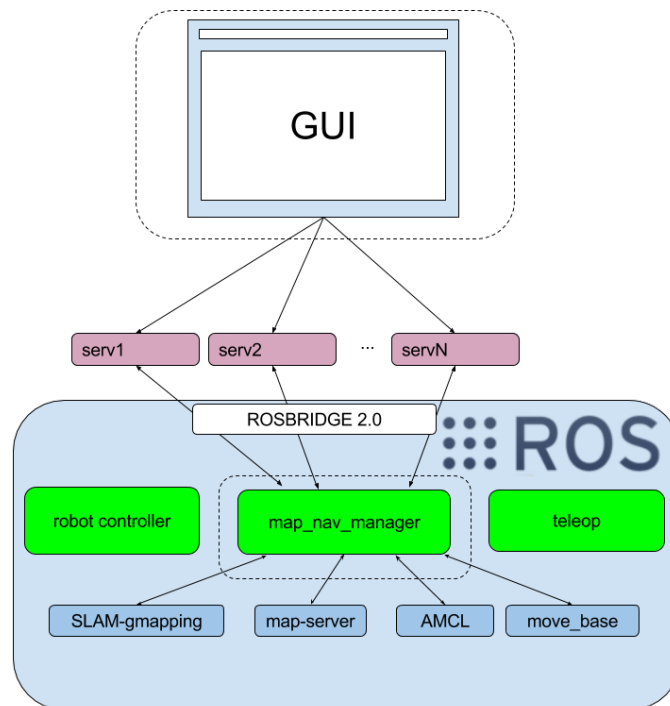 GUI
serv1
serv2
...
servN
ROSBRIDGE 2.0
ROS
robot controller
map_nav_manager
teleop
SLAM-gmapping
map-server
AMCL
move_base